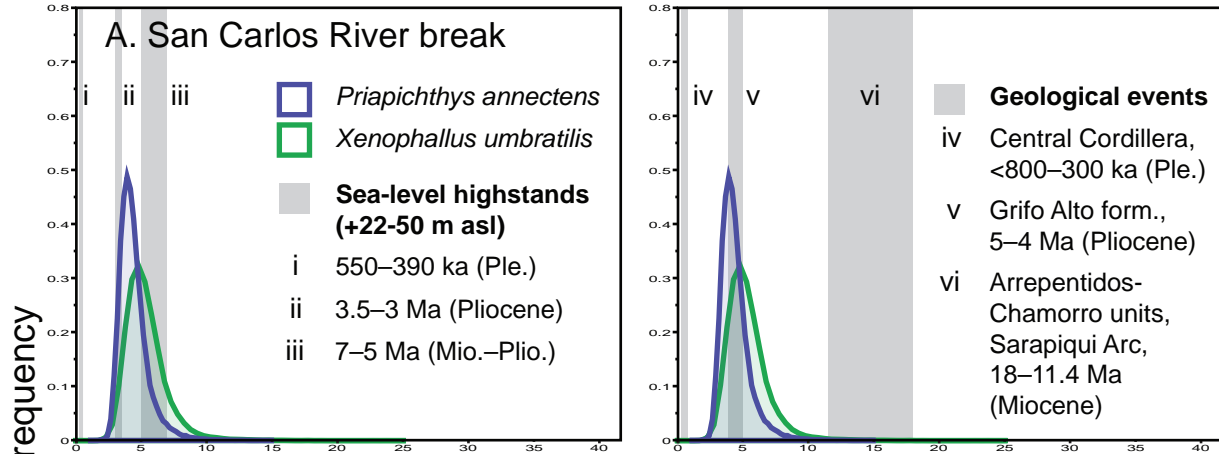 A. San Carlos River break
0.8
0.7
0.6
0.5
0.4
0.3
0.2
0.1
0
0
5
10
15
20
25
30
35
40
i
ii
iii
Priapichthys annectens
Xenophallus umbratilis
Sea-level highstands
(+22-50 m asl)
i 550–390 ka (Ple.)
ii 3.5–3 Ma (Pliocene)
iii 7–5 Ma (Mio.–Plio.)
requency
0.8
0.7
0.6
0.5
0.4
0.3
0.2
0.1
0
0
5
10
15
20
25
30
35
40
iv
v
vi
Geological events
iv Central Cordillera,
<800–300 ka (Ple.)
v Grifo Alto form.,
5–4 Ma (Pliocene)
vi Arrepentidos-
Chamorro units,
Sarapiqui Arc,
18–11.4 Ma
(Miocene)